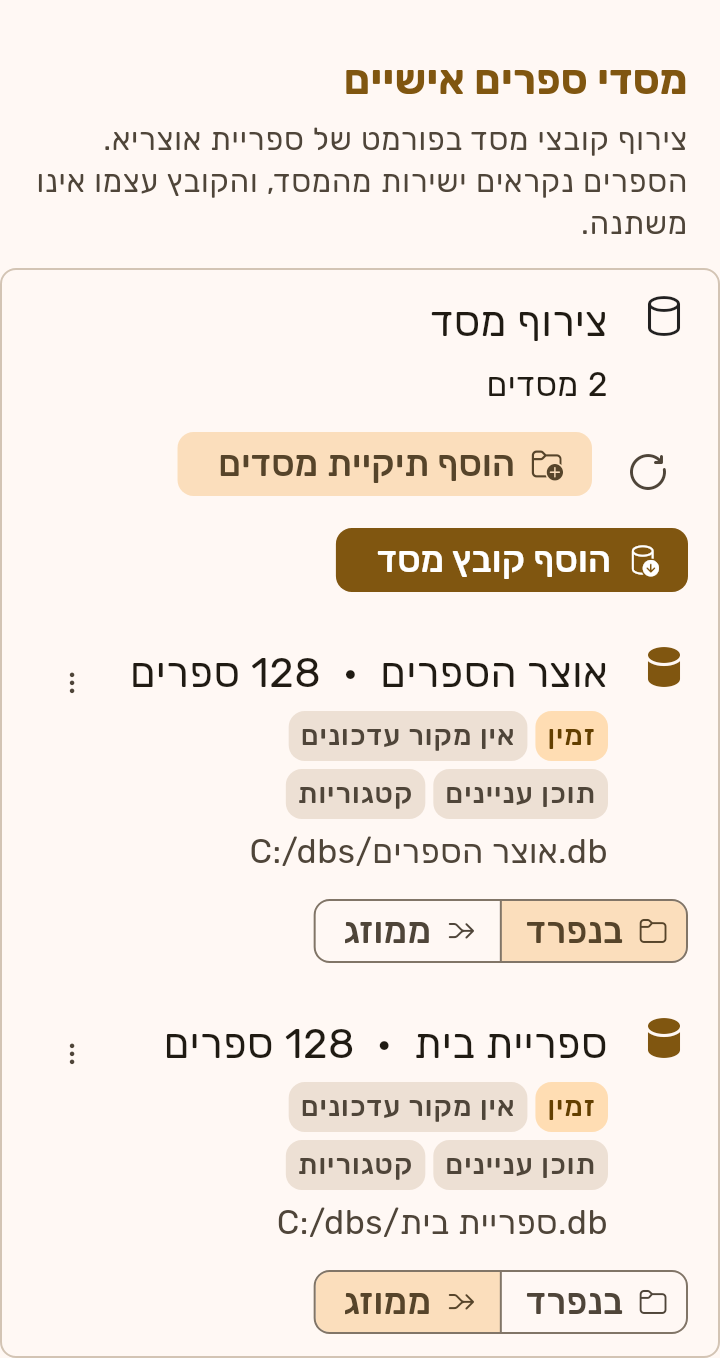 מסדי ספרים אישיים
צירוף קובצי מסד בפורמט של ספריית אוצריא.
הספרים נקראים ישירות מהמסד, והקובץ עצמו אינו
משתנה.
צירוף מסד
2 מסדים
הוסף תיקיית מסדים
הוסף קובץ מסד
אוצר הספרים • 128 ספרים
זמין אין מקור עדכונים
תוכן עניינים קטגוריות
C:/dbs/אוצר הספרים.db
בנפרד ממוזג
ספריית בית • 128 ספרים
זמין אין מקור עדכונים
תוכן עניינים קטגוריות
C:/dbs/ספריית בית.db
בנפרד ממוזג